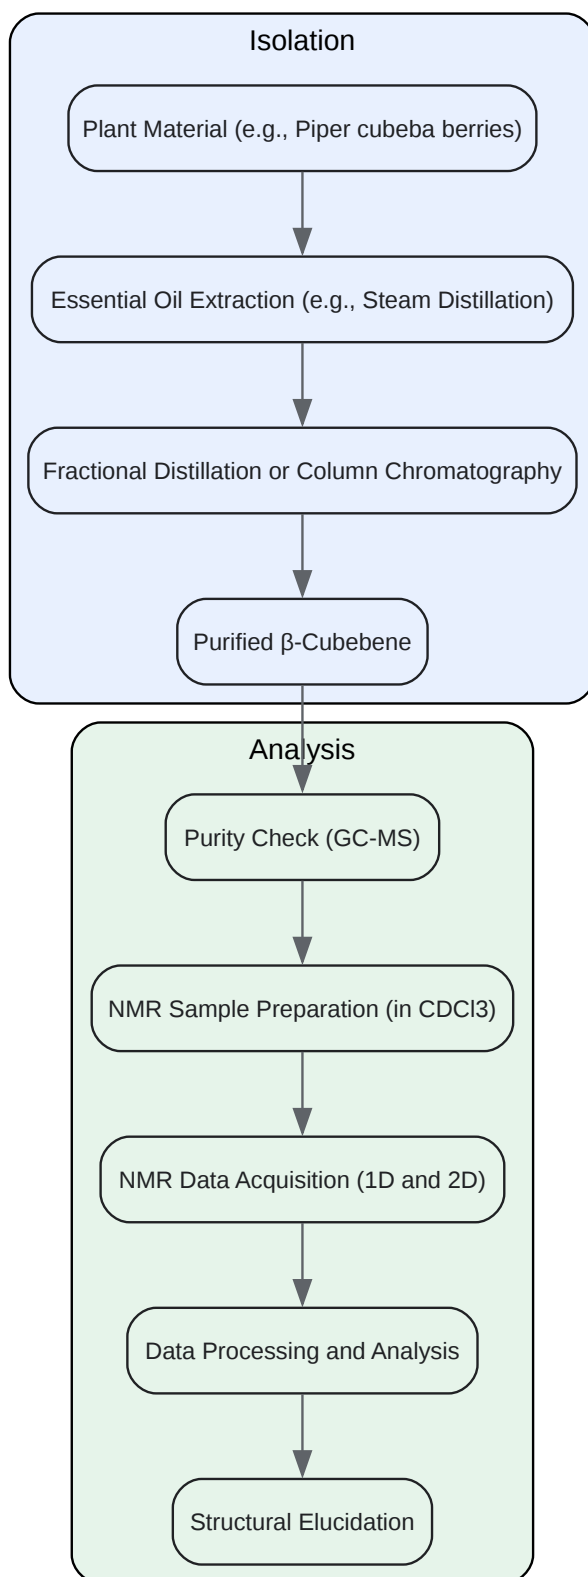 Isolation
Plant Material (e.g., Piper cubeba berries)
Essential Oil Extraction (e.g., Steam Distillation)
Fractional Distillation or Column Chromatography
Purified β-Cubebene
Analysis
Purity Check (GC-MS)
NMR Sample Preparation (in CDCl3)
NMR Data Acquisition (1D and 2D)
Data Processing and Analysis
Structural Elucidation